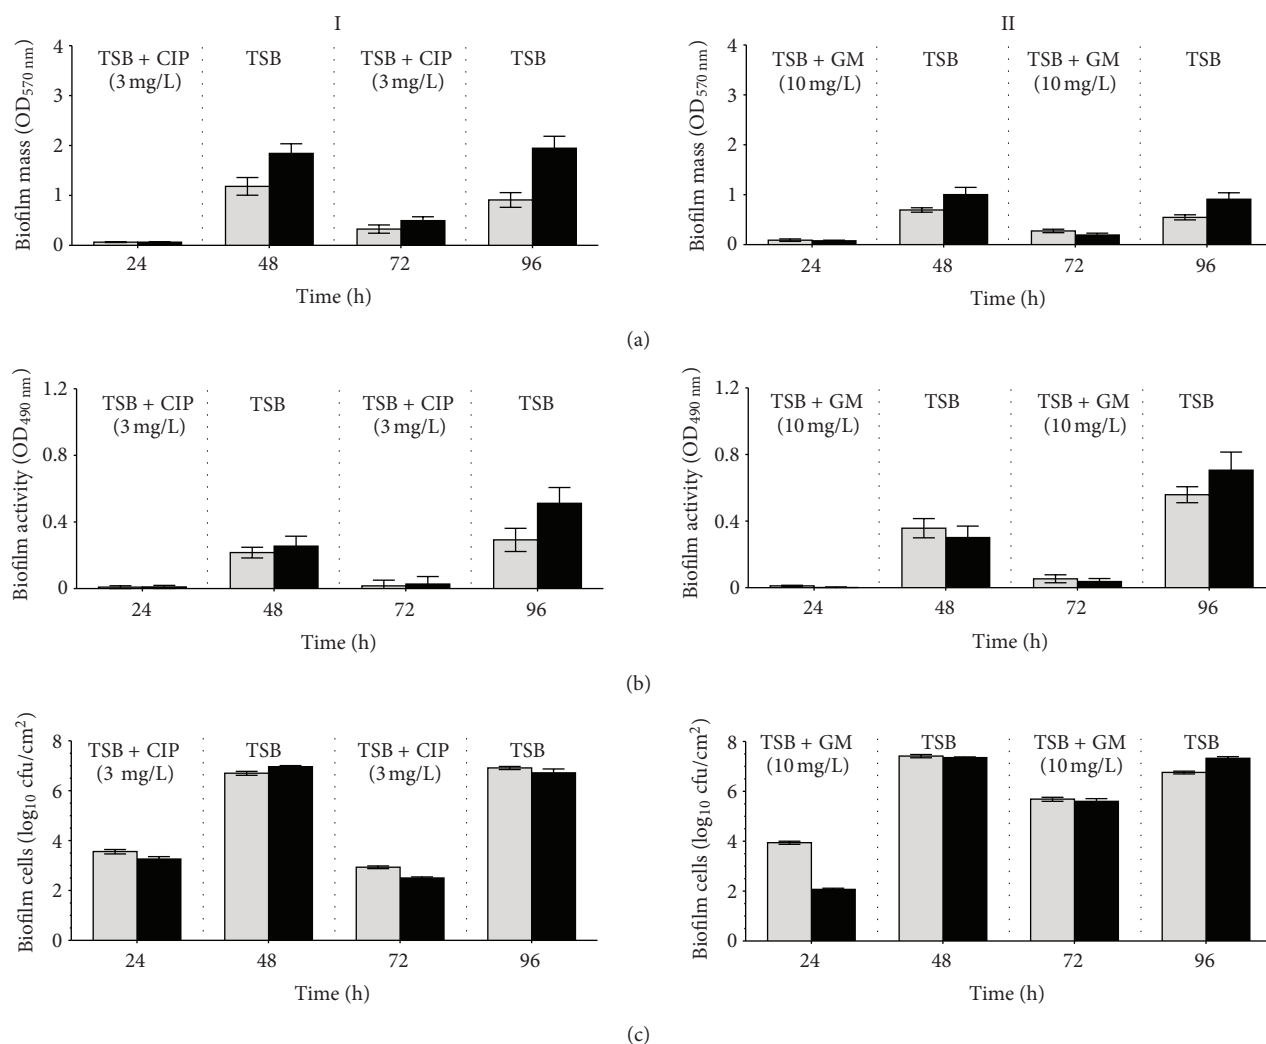 I
Biofilm mass (OD570 nm)
4
3
2
1
0
TSB + CIP
(3 mg/L)
TSB
TSB + CIP
(3 mg/L)
TSB
24
48
72
96
Time (h)
II
Biofilm mass (OD570 nm)
4
3
2
1
0
TSB + GM
(10 mg/L)
TSB
TSB + GM
(10 mg/L)
TSB
24
48
72
96
Time (h)
(a)
Biofilm activity (OD490 nm)
1.2
0.8
0.4
0
TSB + CIP
(3 mg/L)
TSB
TSB + CIP
(3 mg/L)
TSB
24
48
72
96
Time (h)
Biofilm activity (OD490 nm)
1.2
0.8
0.4
0
TSB + GM
(10 mg/L)
TSB
TSB + GM
(10 mg/L)
TSB
24
48
72
96
Time (h)
(b)
Biofilm cells (log10 cfu/cm2)
8
6
4
2
0
TSB + CIP
(3 mg/L)
TSB
TSB + CIP
(3 mg/L)
TSB
24
48
72
96
Time (h)
Biofilm cells (log10 cfu/cm2)
8
6
4
2
0
TSB + GM
(10 mg/L)
TSB
TSB + GM
(10 mg/L)
TSB
24
48
72
96
Time (h)
(c)